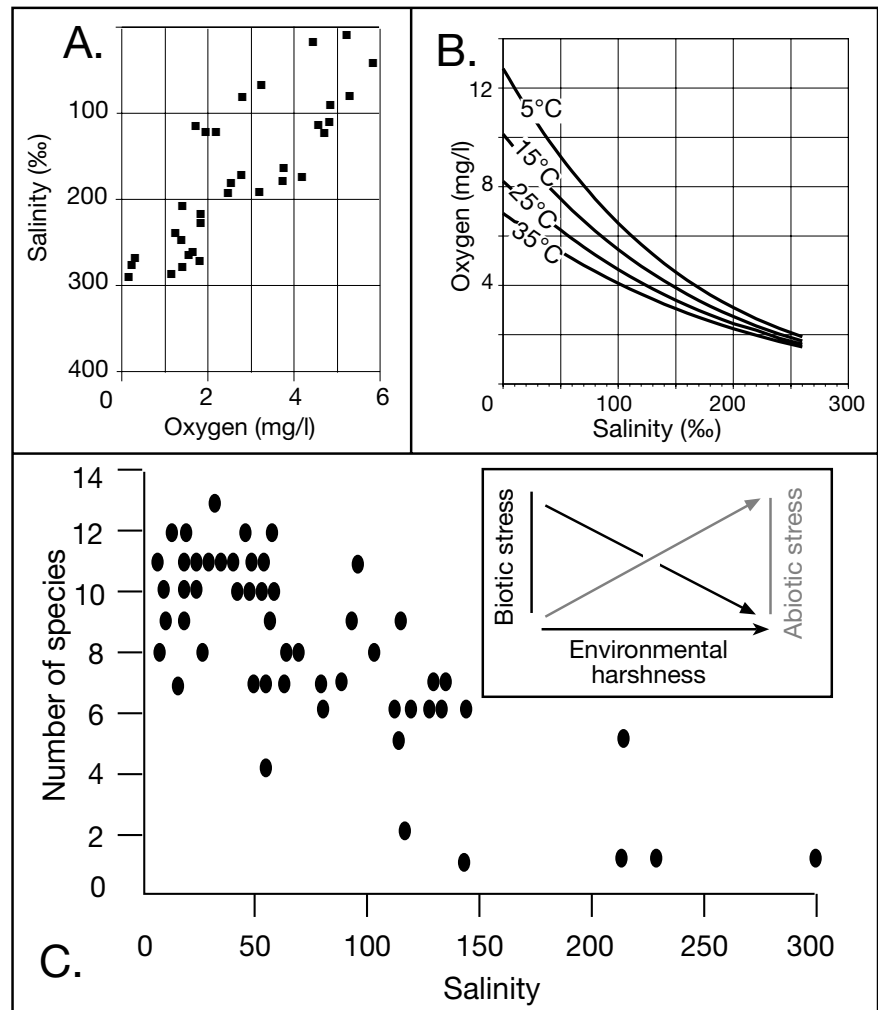 A.
Salinity (‰)
100
200
300
400
0
2
4
6
Oxygen (mg/l)
B.
Oxygen (mg/l)
12
8
4
5°C
15°C
25°C
35°C
0
100
200
300
Salinity (‰)
C.
Number of species
14
12
10
8
6
4
2
0
0
50
100
150
200
250
300
Salinity
Biotic stress
Abiotic stress
Environmental
harshness